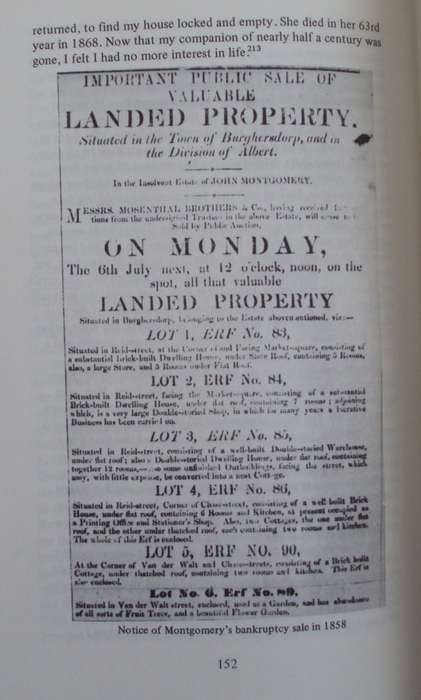 returned, to find my house locked and empty. She died in her 63rd
year in 1868. Now that my companion of nearly half a century was
gone, I felt I had no more interest in life.²¹³
IMPORTANT PUBLIC SALE OF
VALUABLE
LANDED PROPERTY.
Situated in the Town of Burghersdorp, and in
the Division of Albert.
In the Insolvent Estate of JOHN MONTGOMERY.
MESSRS. MOSENTHAL BROTHERS & Co., having received
tions from the undersigned Trustees in the above Estate, will cause to be
Sold by Public Auction,
ON MONDAY,
The 6th July next, at 12 o'clock, noon, on the
spot, all that valuable
LANDED PROPERTY
Situated in Burghersdorp, belonging to the Estate abovementioned, viz:—
LOT 1, ERF No. 83,
Situated in Reid-street, at the Corner of and Facing Market-square, consisting of
a substantial brick-built Dwelling House, under Slate Roof, containing 5 Rooms,
also, a large Store, and 5 Rooms under Flat Roof.
LOT 2, ERF No. 84,
Situated in Reid-street, facing the Market-square, consisting of a substantial
Brick-built Dwelling House, under flat roof, containing 7 rooms; adjoining
which, is a very large Double-storied Shop, in which for many years a lucrative
Business has been carried on.
LOT 3, ERF No. 85,
Situated in Reid-street, consisting of a well-built Double-storied Warehouse,
under flat roof; also a Double-storied Dwelling House, under flat roof, containing
together 12 rooms,— some unfinished Outbuildings, facing the street, which
may, with little expense, be converted into a neat Cottage.
LOT 4, ERF No. 86,
Situated in Reid-street, Corner of Chase-street, consisting of a well built Brick
House, under flat roof, containing 6 Rooms and Kitchen, at present occupied as
a Printing Office and Stationer's Shop. Also, two Cottages, the one under flat
roof, and the other under thatched roof, each containing two rooms and kitchen.
The whole of this Erf is enclosed.
LOT 5, ERF NO. 90,
At the Corner of Van der Walt and Chase-streets, consisting of a Brick built
Cottage, under thatched roof, containing two rooms and kitchen. This Erf is
also enclosed.
Lot No. 6. Erf No. 89,
Situated in Van der Walt street, enclosed, used as a Garden, and has abundance
of all sorts of Fruit Trees, and a beautiful Flower Garden.
Notice of Montgomery's bankruptcy sale in 1858
152